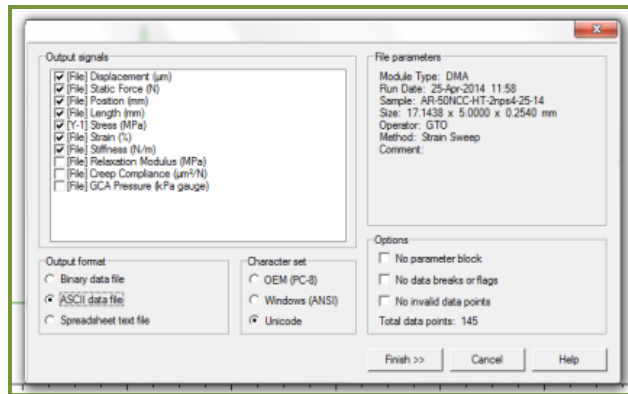 Output signals
[File] Displacement (µm)
[File] Static Force (N)
[File] Position (mm)
[File] Length (mm)
[Y-1] Stress (MPa)
[File] Strain (%)
[File] Stiffness (N/m)
[File] Relaxation Modulus (MPa)
[File] Creep Compliance (µm²/N)
[File] GCA Pressure (kPa gauge)
File parameters
Module Type: DMA
Run Date: 25-Apr-2014 11:58
Sample: AR-50NCC-HT-2nps4-25-14
Size: 17.1438 x 5.0000 x 0.2540 mm
Operator: GTO
Method: Strain Sweep
Comment:
Output format
Binary data file
ASCII data file
Spreadsheet text file
Character set
OEM (PC-8)
Windows (ANSI)
Unicode
Options
No parameter block
No data breaks or flags
No invalid data points
Total data points: 145
Finish >>
Cancel
Help